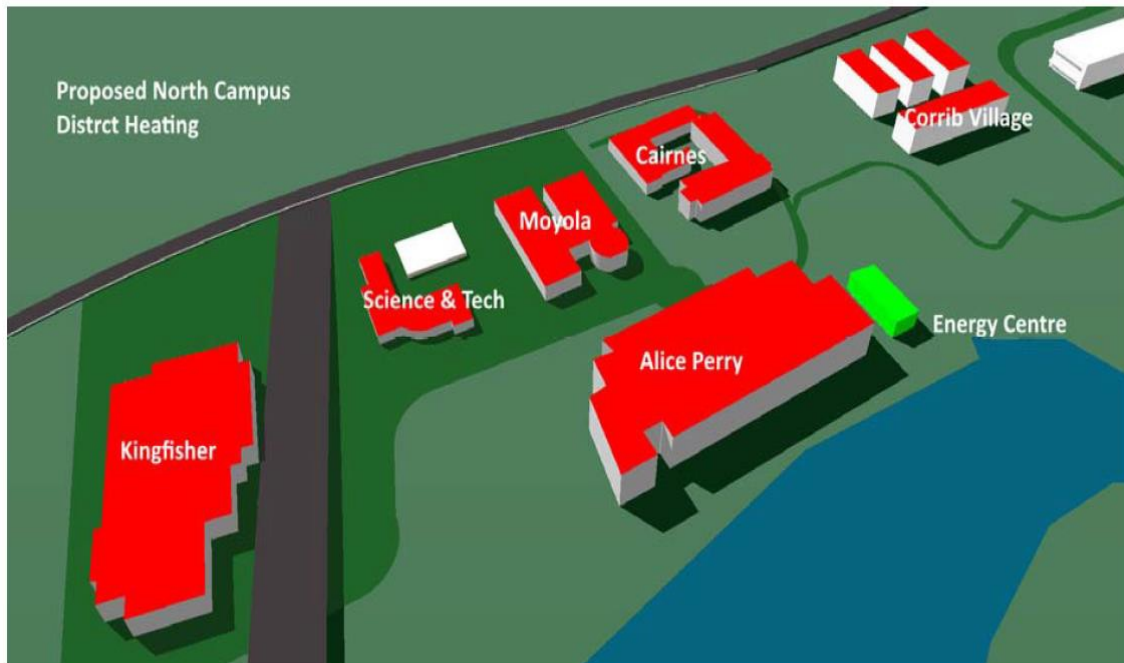 Proposed North Campus
Distrct Heating
Corrib Village
Cairnes
Moyola
Science & Tech
Energy Centre
Alice Perry
Kingfisher